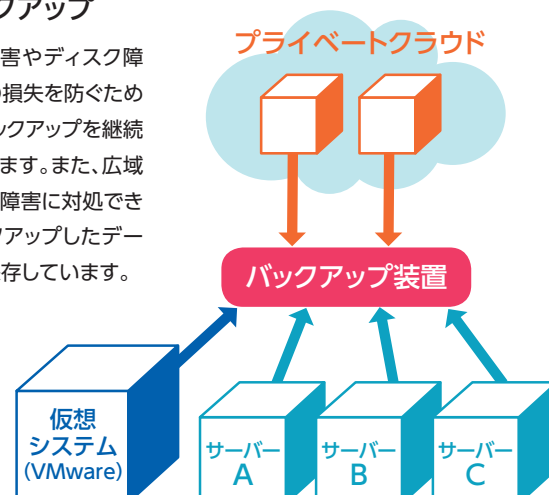 クアップ
害やディスク障
損失を防ぐため
ックアップを継続
ます。また、広域
障害に対処でき
アップしたデー
存しています。
プライベートクラウド
バックアップ装置
仮想
システム
(VMware)
サーバー
A
サーバー
B
サーバー
C